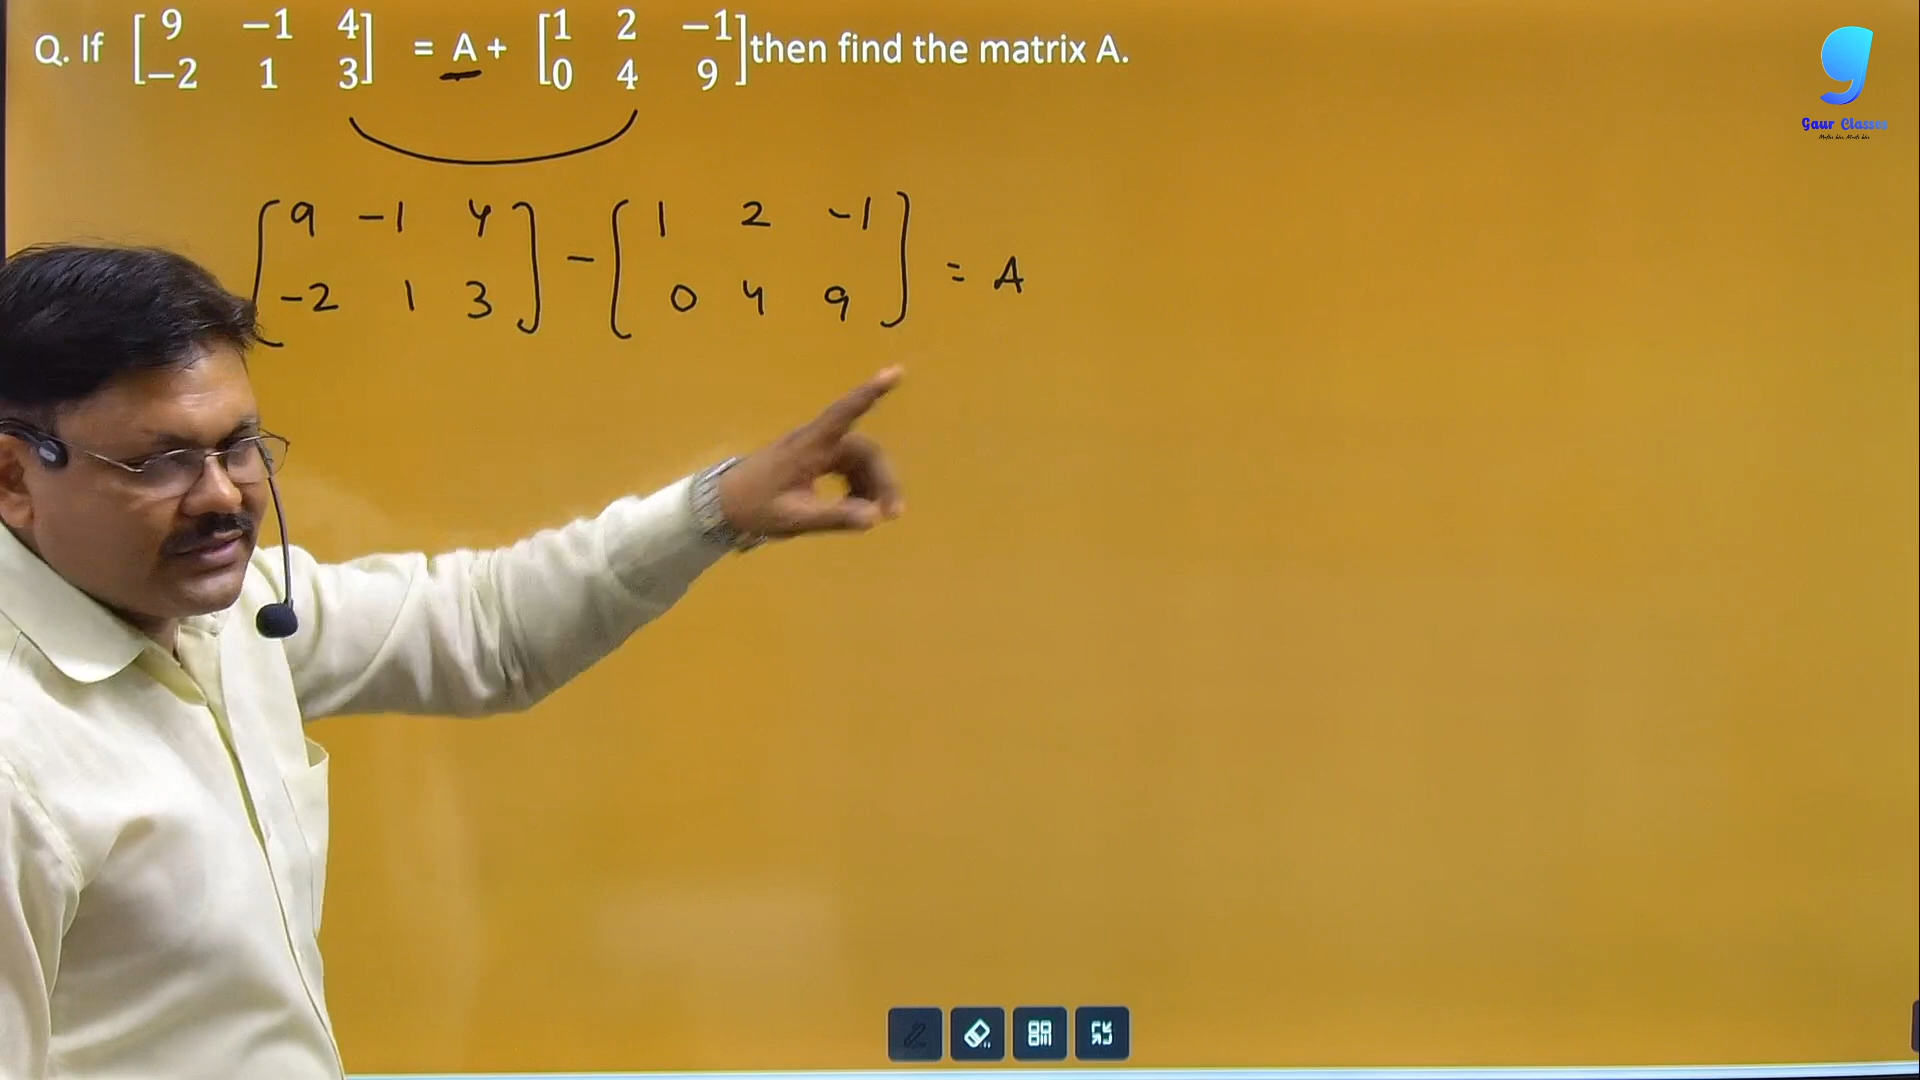 Q. If [9 −1 4 −2 1 3] = A + [1 2 −1 0 4 9] then find the matrix A.
[9 -1 4 -2 1 3] - [1 2 -1 0 4 9] = A
g
Gaur Classes